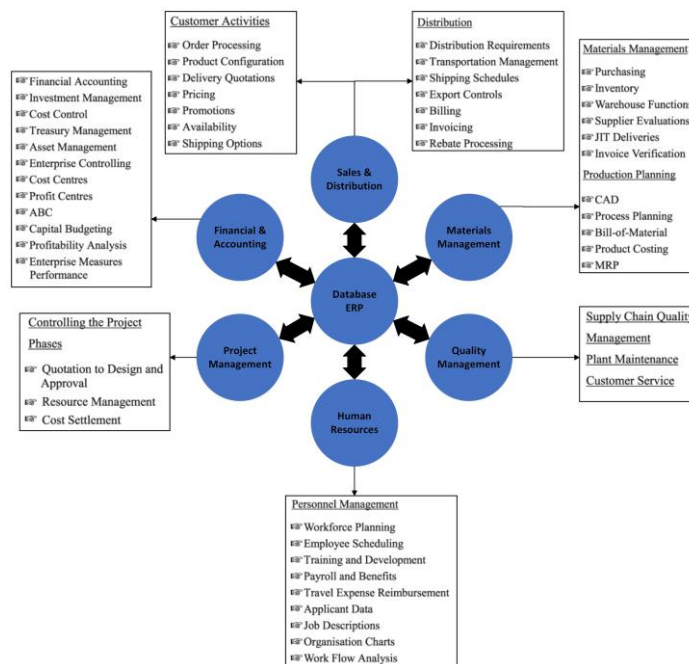 Customer Activities
Order Processing
Product Configuration
Delivery Quotations
Pricing
Promotions
Availability
Shipping Options
Distribution
Distribution Requirements
Transportation Management
Shipping Schedules
Export Controls
Billing
Invoicing
Rebate Processing
Materials Management
Purchasing
Inventory
Warehouse Function
Supplier Evaluations
JIT Deliveries
Invoice Verification
Production Planning
CAD
Process Planning
Bill-of-Material
Product Costing
MRP
Financial Accounting
Investment Management
Cost Control
Treasury Management
Asset Management
Enterprise Controlling
Cost Centres
Profit Centres
ABC
Capital Budgeting
Profitability Analysis
Enterprise Measures
Performance
Sales &
Distribution
Financial &
Accounting
Materials
Management
Database
ERP
Project
Management
Quality
Management
Human
Resources
Controlling the Project
Phases
Quotation to Design and
Approval
Resource Management
Cost Settlement
Supply Chain Quality
Management
Plant Maintenance
Customer Service
Personnel Management
Workforce Planning
Employee Scheduling
Training and Development
Payroll and Benefits
Travel Expense Reimbursement
Applicant Data
Job Descriptions
Organisation Charts
Work Flow Analysis